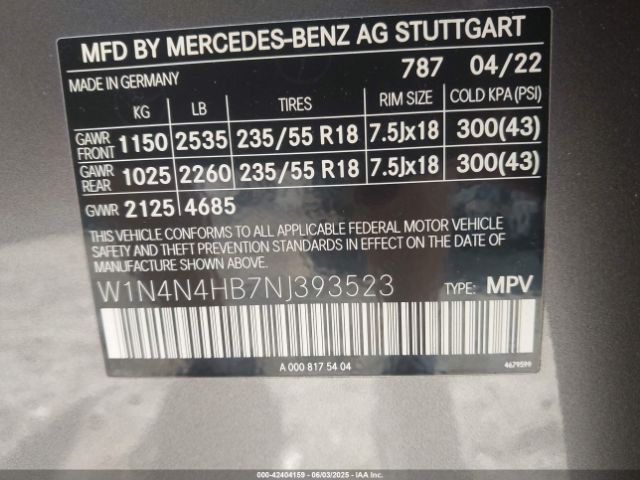 MFD BY MERCEDES-BENZ AG STUTTGART
MADE IN GERMANY 787 04/22
KG LB TIRES RIM SIZE COLD KPA(PSI)
GAWR FRONT 1150 2535 235/55 R18 7.5Jx18 300(43)
GAWR REAR 1025 2260 235/55 R18 7.5Jx18 300(43)
GVWR 2125 4685
THIS VEHICLE CONFORMS TO ALL APPLICABLE FEDERAL MOTOR VEHICLE
SAFETY AND THEFT PREVENTION STANDARDS IN EFFECT ON THE DATE OF
MANUFACTURE SHOWN ABOVE.
W1N4N4HB7NJ393523 TYPE: MPV
A 000 817 54 04 4679599
000-42404159 | 06/03/2025 - IAAI.COM